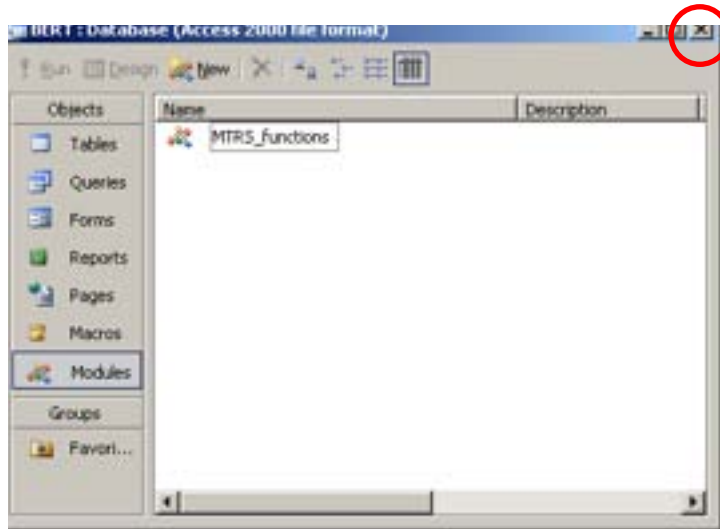 BERT : Database (Access 2000 file format)
Run Design New
Objects Name Description
Tables MTRS_functions
Queries
Forms
Reports
Pages
Macros
Modules
Groups
Favori...